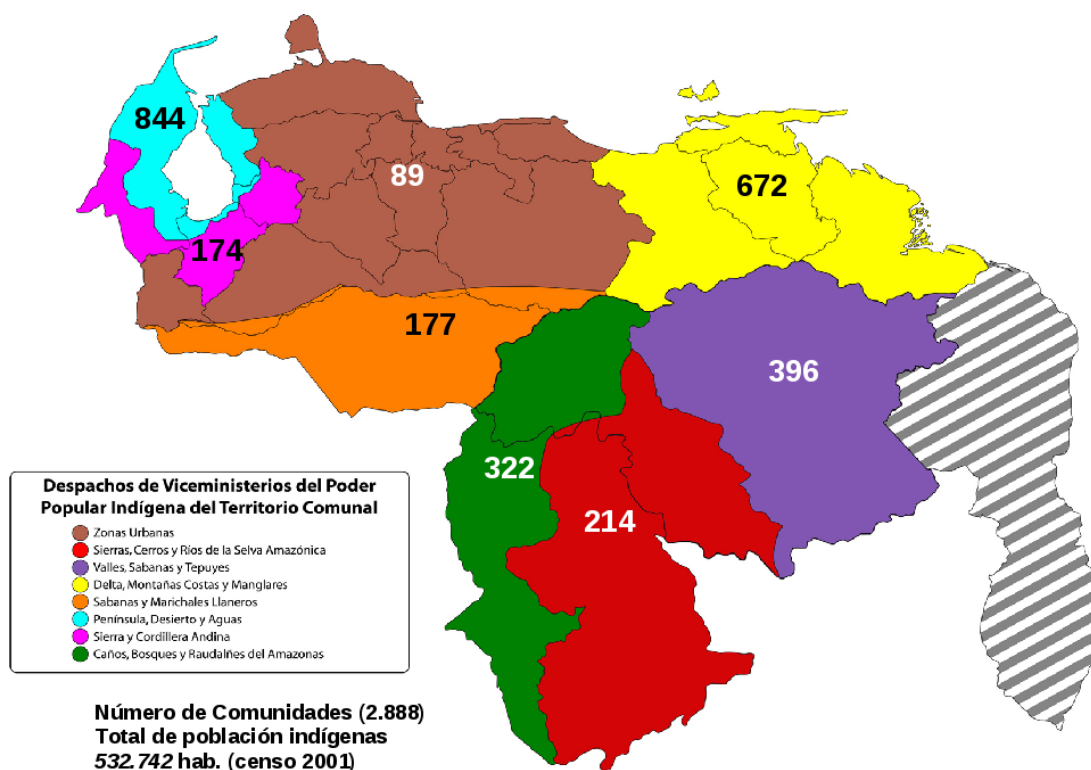 844
89
672
174
177
396
322
214
Despachos de Viceministerios del Poder
Popular Indígena del Territorio Comunal
Zonas Urbanas
Sierras, Cerros y Ríos de la Selva Amazónica
Valles, Sabanas y Tepuyes
Delta, Montañas Costas y Manglares
Sabanas y Marichales Llaneros
Península, Desierto y Aguas
Sierra y Cordillera Andina
Caños, Bosques y Raudalñes del Amazonas
Número de Comunidades (2.888)
Total de población indígenas
532.742 hab. (censo 2001)